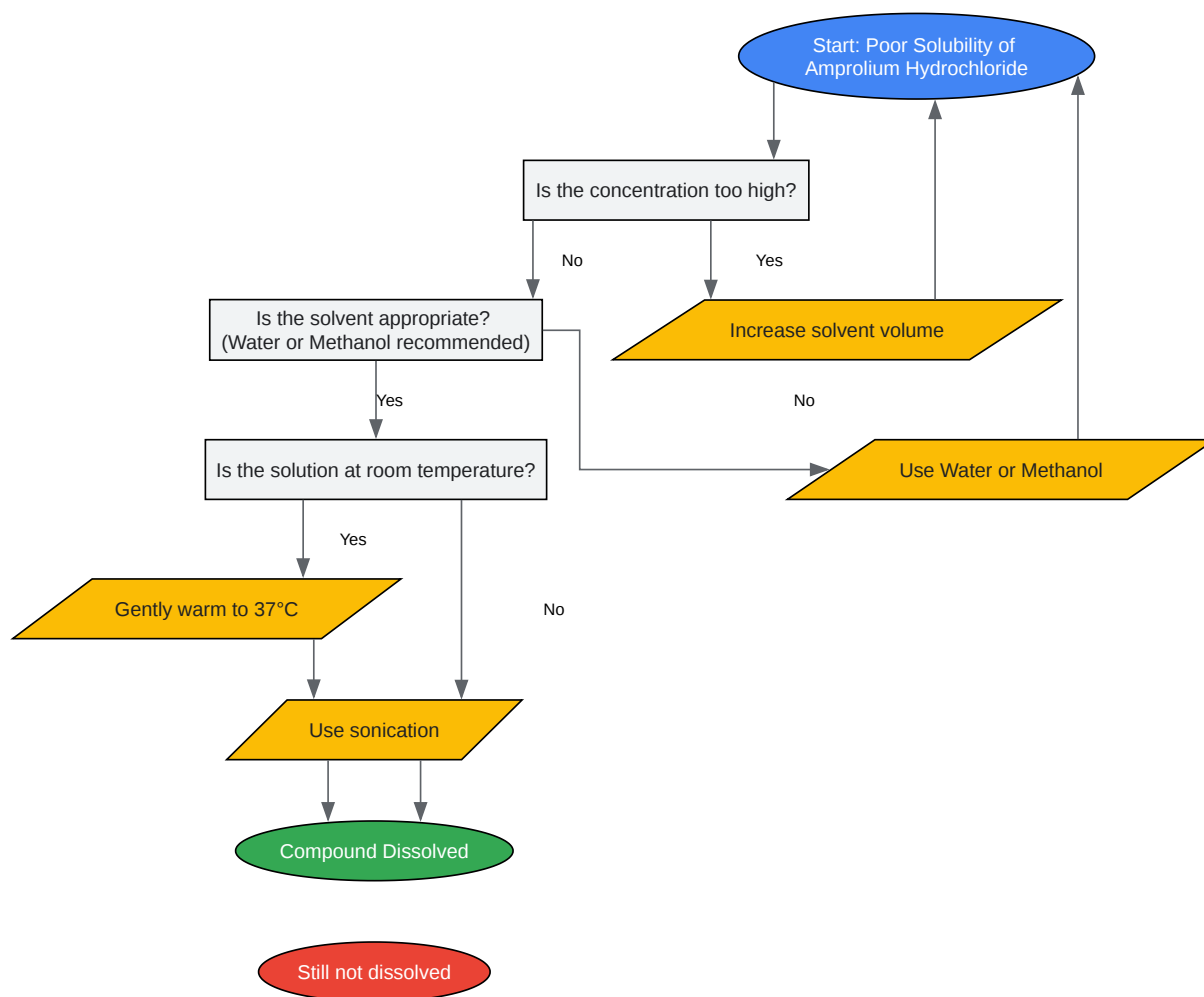 Start: Poor Solubility of
Amprolium Hydrochloride
Is the concentration too high?
No
Yes
Is the solvent appropriate?
(Water or Methanol recommended)
Increase solvent volume
Yes
No
Is the solution at room temperature?
Use Water or Methanol
Yes
Gently warm to 37°C
No
Use sonication
Compound Dissolved
Still not dissolved